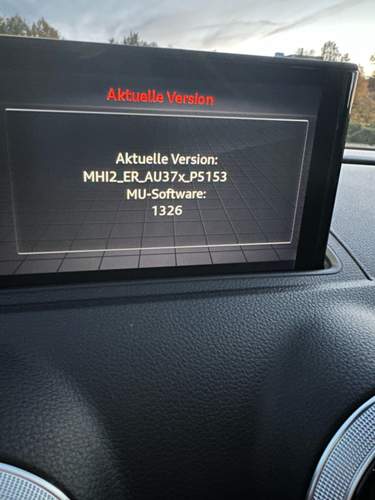 Aktuelle Version
Aktuelle Version:
MHI2_ER_AU37x_P5153
MU-Software:
1326